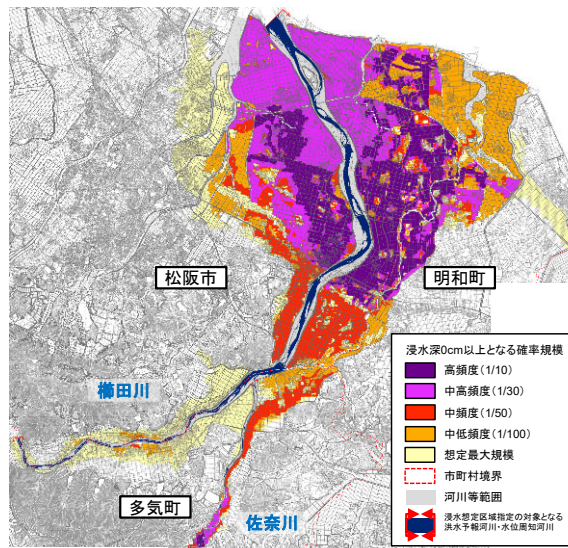 松阪市
明和町
櫛田川
多気町
佐奈川
浸水深0cm以上となる確率規模
高頻度(1/10)
中高頻度(1/30)
中頻度(1/50)
中低頻度(1/100)
想定最大規模
市町村境界
河川等範囲
浸水想定区域指定の対象となる
洪水予報河川・水位周知河川